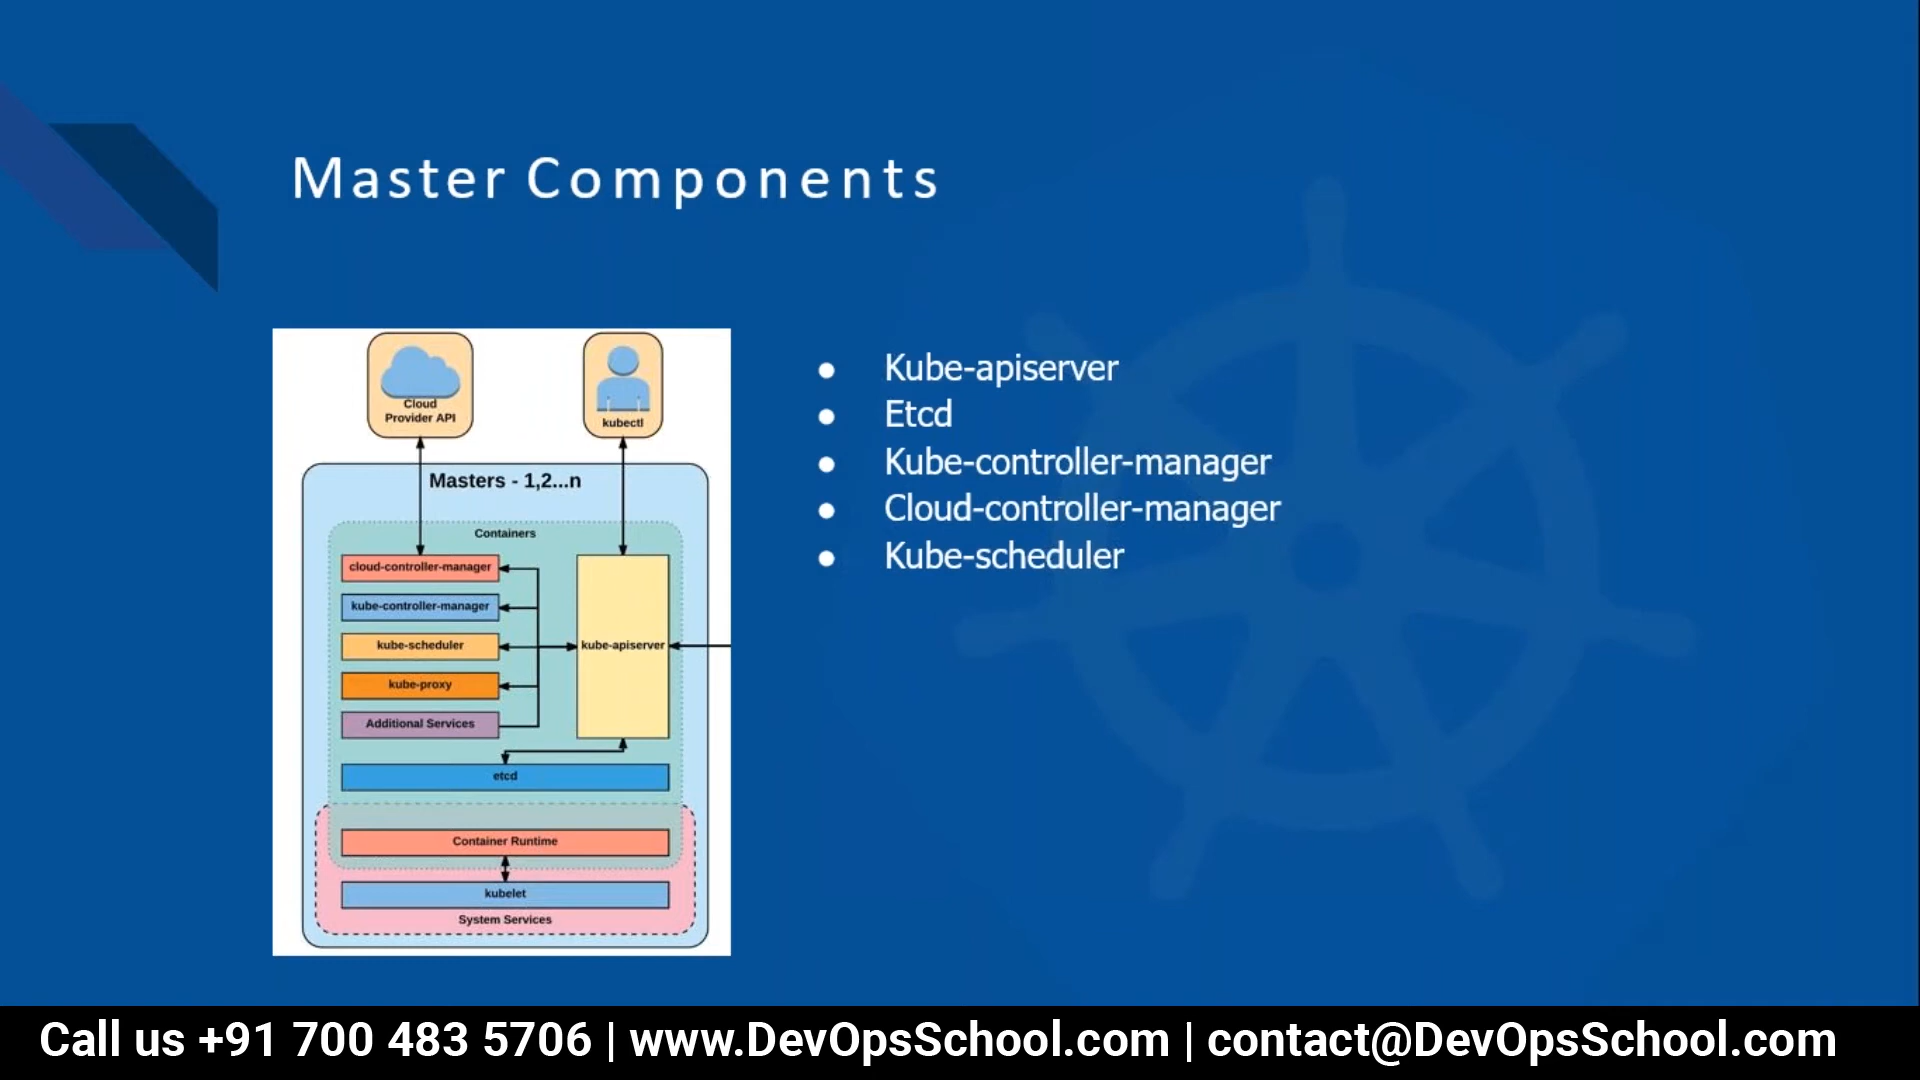 Master Components
Cloud
Provider API
kubectl
Masters - 1,2...n
Containers
cloud-controller-manager
kube-controller-manager
kube-scheduler
kube-proxy
Additional Services
kube-apiserver
etcd
Container Runtime
kubelet
System Services
● Kube-apiserver
● Etcd
● Kube-controller-manager
● Cloud-controller-manager
● Kube-scheduler
Call us +91 700 483 5706 | www.DevOpsSchool.com | contact@DevOpsSchool.com